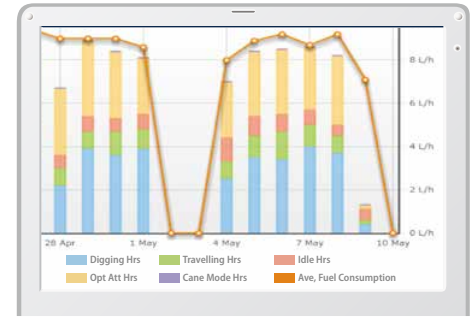 8 L/h
6 L/h
4 L/h
2 L/h
0 L/h
28 Apr 1 May 4 May 7 May 10 May
Digging Hrs Travelling Hrs Idle Hrs
Opt Att Hrs Cane Mode Hrs Ave, Fuel Consumption